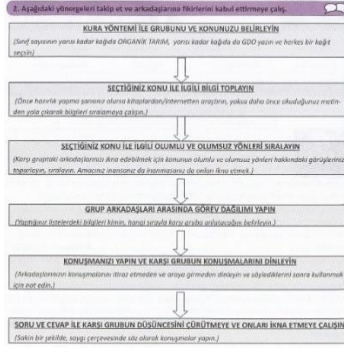 2. Aşağıdaki yönergeleri takip et ve arkadaşlarına fikirlerini kabul ettirmeye çalış.
KURA YÖNTEMİ İLE GRUBUNU VE KONUNUZU BELİRLEYİN
(Sınıf sayısının yarısı kadar kağıda ORGANİK TARIM, yarısı kadar kağıda da GDO yazın ve herkes bir kağıt
seçsin)
SEÇTİĞİNİZ KONU İLE İLGİLİ BİLGİ TOPLAYIN
(Önce hazırlık yapma şansınız olursa kitaplardan/internetten araştırın, yoksa daha önce okuduğunuz metin-
den yola çıkarak bilgileri sıralamaya çalışın.)
SEÇTİĞİNİZ KONU İLE İLGİLİ OLUMLU VE OLUMSUZ YÖNLERİ SIRALAYIN
(Karşı gruptaki arkadaşlarınızı ikna edebilmek için konunun olumlu ve olumsuz yönleri hakkındaki görüşlerinizi
toparlayın, sıralayın. Amacınız inansanız da inanmasanız da onları ikna etmek.)
GRUP ARKADAŞLARI ARASINDA GÖREV DAĞILIMI YAPIN
(Yaptığınız listelerdeki bilgileri kimin, hangi sırayla karşı gruba anlatacağını belirleyin.)
KONUŞMANIZI YAPIN VE KARŞI GRUBUN KONUŞMALARINI DİNLEYİN
(Arkadaşlarınızın konuşmalarını itiraz etmeden ve araya girmeden dinleyin ve söylediklerini sonra kullanmak
için not edin.)
SORU VE CEVAP İLE KARŞI GRUBUN DÜŞÜNCESİNİ ÇÜRÜTMEYE VE ONLARI İKNA ETMEYE ÇALIŞIN
(Sakin bir şekilde, saygı çerçevesinde söz alarak konuşmalar yapın.)